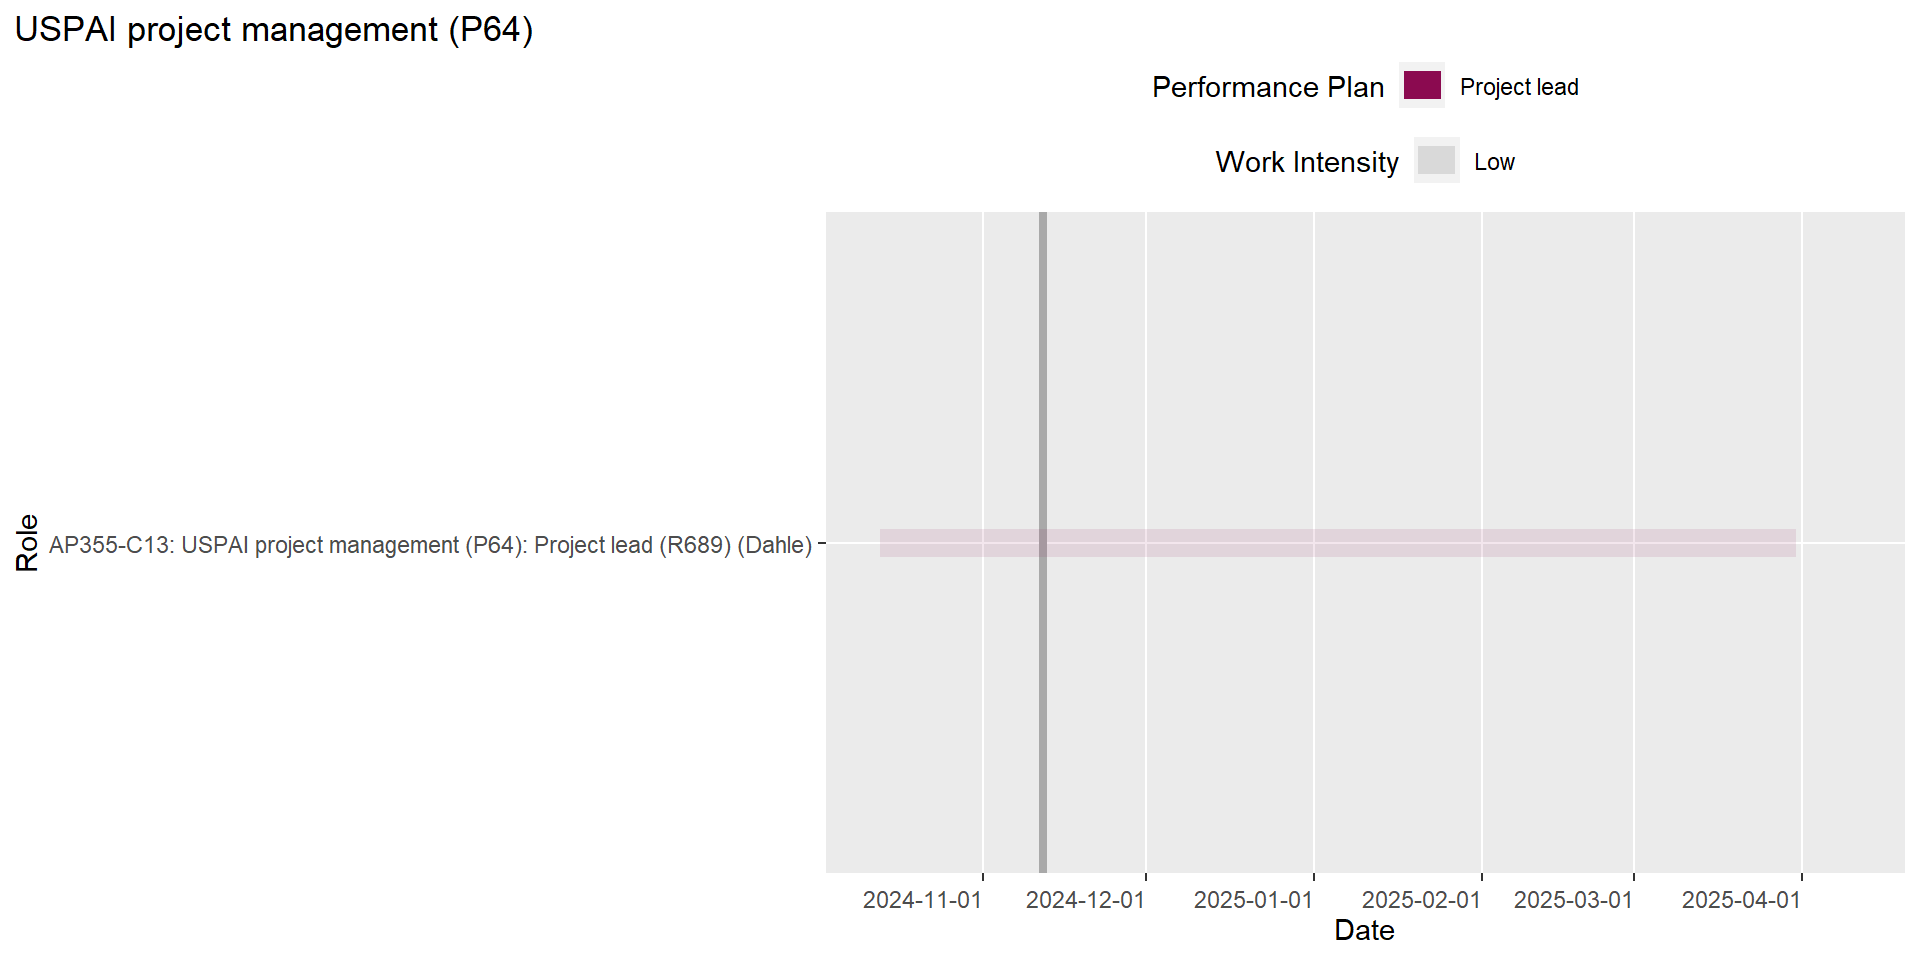 USPAI project management (P64)
Performance Plan Project lead
Work Intensity Low
Role
AP355-C13: USPAI project management (P64): Project lead (R689) (Dahle)
2024-11-01 2024-12-01 2025-01-01 2025-02-01 2025-03-01 2025-04-01
Date